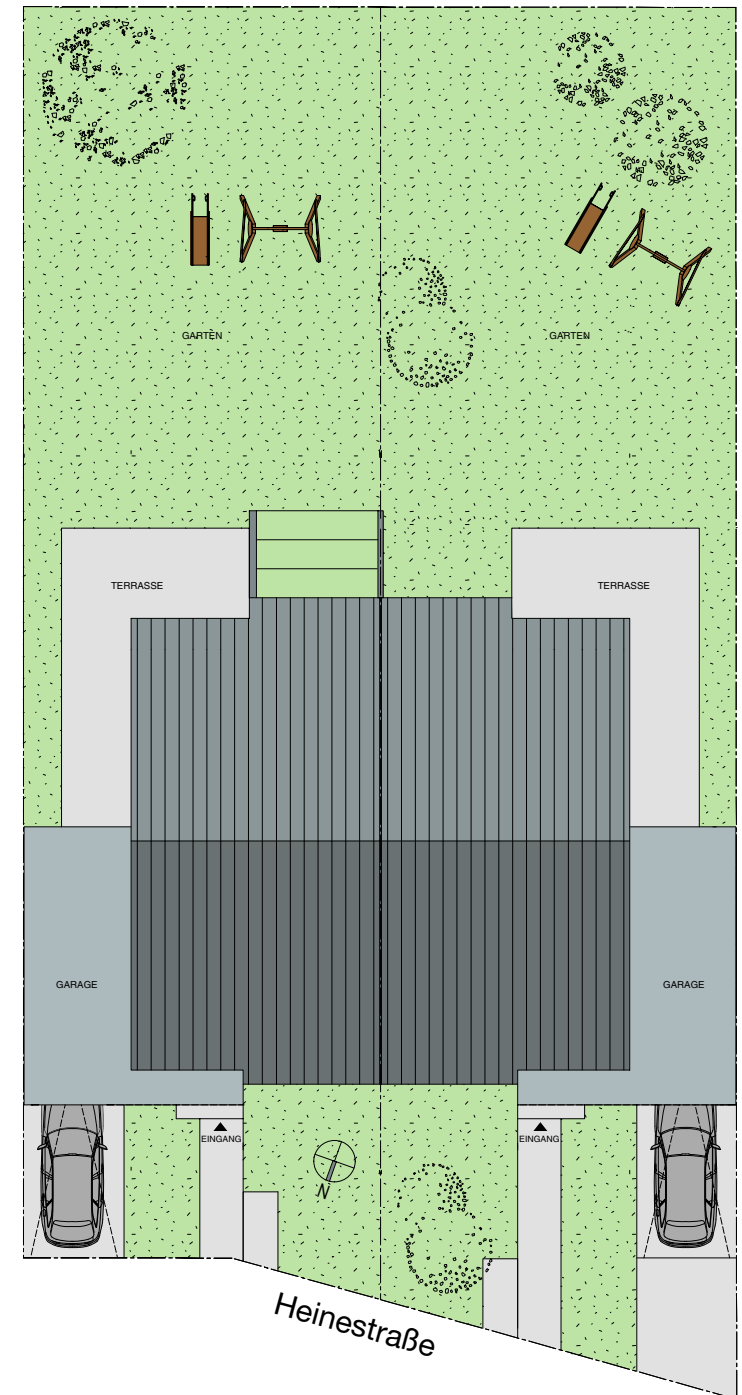 GARTEN
GARTEN
TERRASSE
TERRASSE
GARAGE
GARAGE
EINGANG
EINGANG
N
Heinestraße